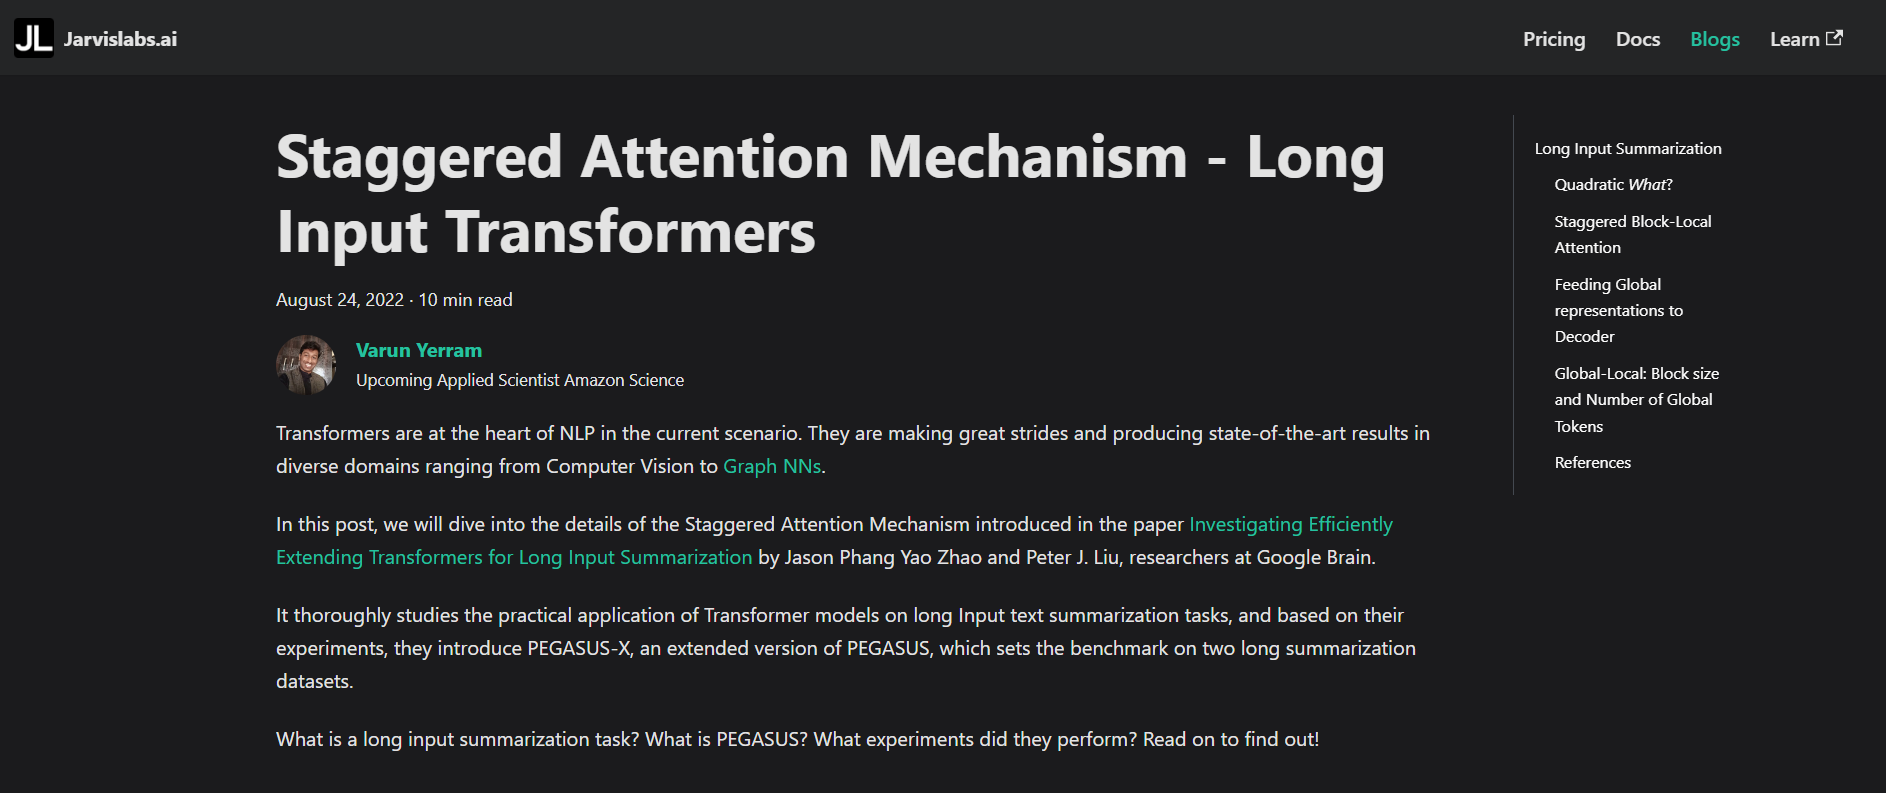 JL Jarvislabs.ai
Pricing
Docs
Blogs
Learn
Staggered Attention Mechanism - Long
Input Transformers
August 24, 2022 · 10 min read
Varun Yerram
Upcoming Applied Scientist Amazon Science
Transformers are at the heart of NLP in the current scenario. They are making great strides and producing state-of-the-art results in
diverse domains ranging from Computer Vision to Graph NNs.
In this post, we will dive into the details of the Staggered Attention Mechanism introduced in the paper Investigating Efficiently
Extending Transformers for Long Input Summarization by Jason Phang Yao Zhao and Peter J. Liu, researchers at Google Brain.
It thoroughly studies the practical application of Transformer models on long Input text summarization tasks, and based on their
experiments, they introduce PEGASUS-X, an extended version of PEGASUS, which sets the benchmark on two long summarization
datasets.
What is a long input summarization task? What is PEGASUS? What experiments did they perform? Read on to find out!
Long Input Summarization
Quadratic What?
Staggered Block-Local
Attention
Feeding Global
representations to
Decoder
Global-Local: Block size
and Number of Global
Tokens
References